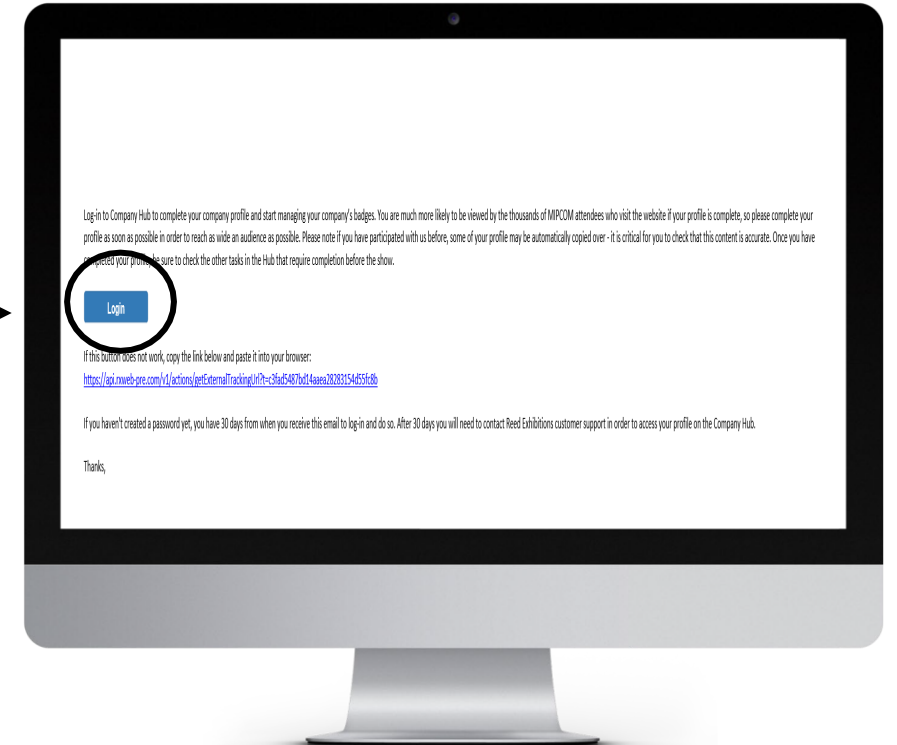 Log-in to Company Hub to complete your company profile and start managing your company's badges. You are much more likely to be viewed by the thousands of MIPCOM attendees who visit the website if your profile is complete, so please complete your
profile as soon as possible in order to reach as wide an audience as possible. Please note if you have participated with us before, some of your profile may be automatically copied over - it is critical for you to check that this content is accurate. Once you have
completed your profile, be sure to check the other tasks in the Hub that require completion before the show.
Login
If this button does not work, copy the link below and paste it into your browser:
https://api.rxweb-pre.com/v1/actions/getExternalTrackingUrl?t=c3fad5487bd14aaea28283154d55fc8b
If you haven't created a password yet, you have 30 days from when you receive this email to log-in and do so. After 30 days you will need to contact Reed Exhibitions customer support in order to access your profile on the Company Hub.
Thanks,